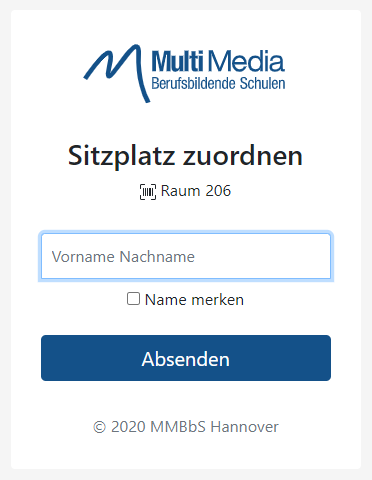 Multi Media
Berufsbildende Schulen
Sitzplatz zuordnen
Raum 206
Vorname Nachname
Name merken
Absenden
© 2020 MMBbS Hannover